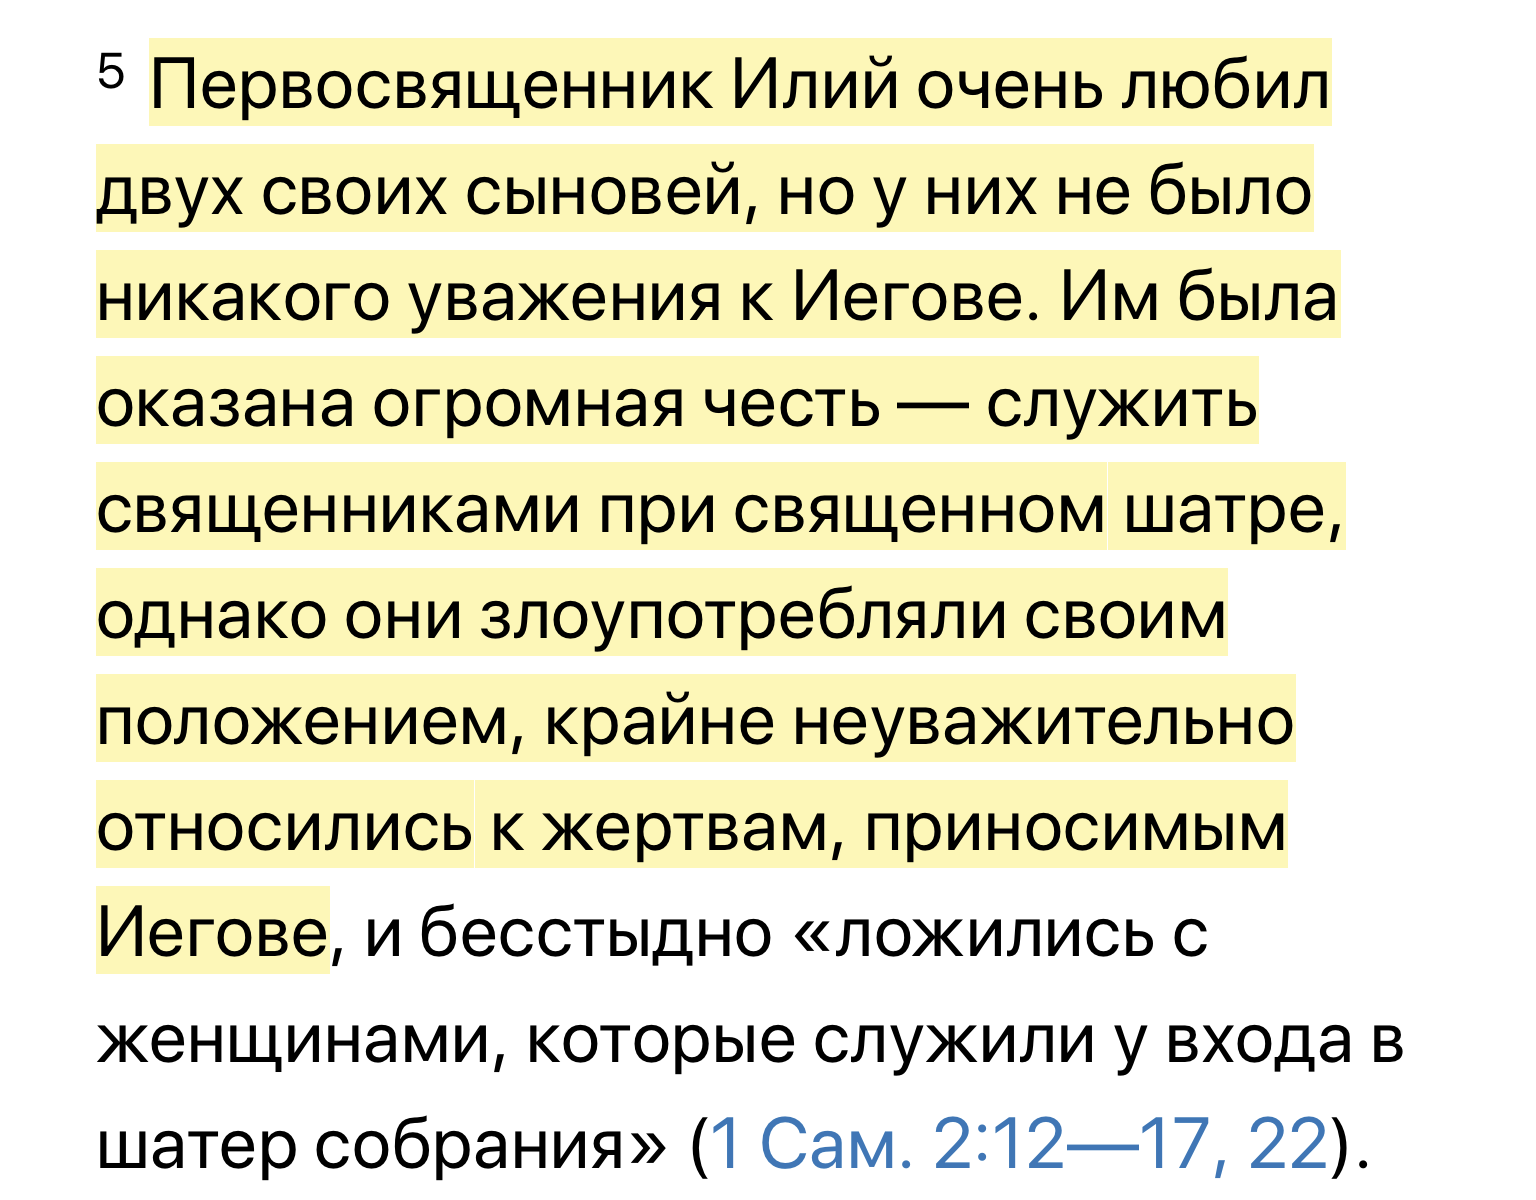 5 Первосвященник Илий очень любил
двух своих сыновей, но у них не было
никакого уважения к Иегове. Им была
оказана огромная честь — служить
священниками при священном шатре,
однако они злоупотребляли своим
положением, крайне неуважительно
относились к жертвам, приносимым
Иегове, и бесстыдно «ложились с
женщинами, которые служили у входа в
шатер собрания» (1 Сам. 2:12—17, 22).